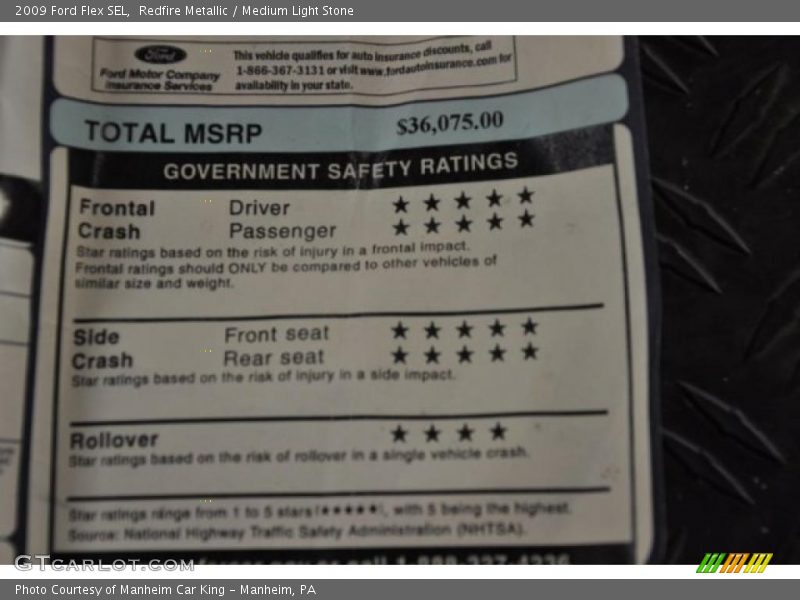 2009 Ford Flex SEL,  Redfire Metallic / Medium Light Stone
Ford
Ford Motor Company
Insurance Services
This vehicle qualifies for auto insurance discounts, call
1-866-367-3131 or visit www.fordautoinsurance.com for
availability in your state.
TOTAL MSRP $36,075.00
GOVERNMENT SAFETY RATINGS
Frontal Driver ★ ★ ★ ★ ★
Crash Passenger ★ ★ ★ ★ ★
Star ratings based on the risk of injury in a frontal impact.
Frontal ratings should ONLY be compared to other vehicles of
similar size and weight.
Side Front seat ★ ★ ★ ★ ★
Crash Rear seat ★ ★ ★ ★ ★
Star ratings based on the risk of injury in a side impact.
Rollover ★ ★ ★ ★
Star ratings based on the risk of rollover in a single vehicle crash.
Star ratings range from 1 to 5 stars (★★★★★), with 5 being the highest.
Source: National Highway Traffic Safety Administration (NHTSA).
GTCarLot.com
Photo Courtesy of Manheim Car King - Manheim, PA